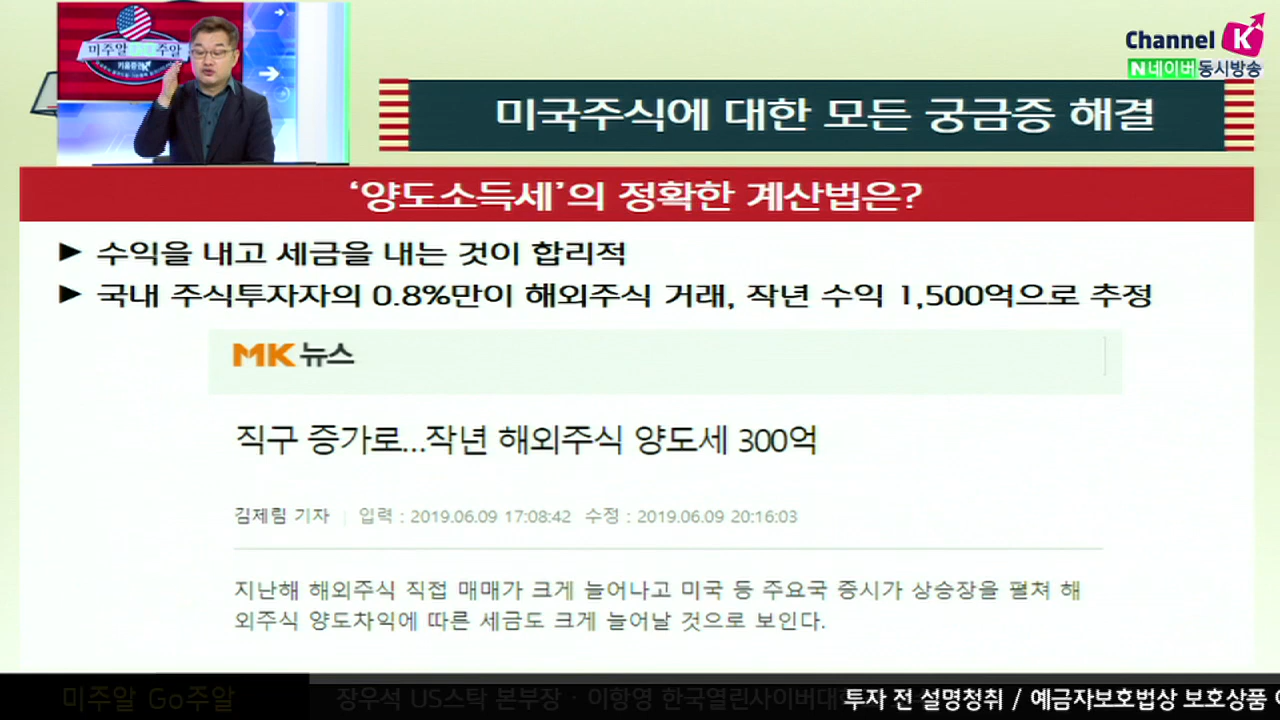 Channel K
N 네이버 동시방송
미주알 GO 주알
미국주식에 대한 모든 궁금증 해결
‘양도소득세’의 정확한 계산법은?
▶ 수익을 내고 세금을 내는 것이 합리적
▶ 국내 주식투자자의 0.8%만이 해외주식 거래, 작년 수익 1,500억으로 추정
MK 뉴스
직구 증가로...작년 해외주식 양도세 300억
김제림 기자 | 입력 : 2019.06.09 17:08:42 수정 : 2019.06.09 20:16:03
지난해 해외주식 직접 매매가 크게 늘어나고 미국 등 주요국 증시가 상승장을 펼쳐 해
외주식 양도차익에 따른 세금도 크게 늘어날 것으로 보인다.
미주알 Go주알 장우석 US스탁 본부장 · 이항영 한국열린사이버대 투자 전 설명청취 / 예금자보호법상 보호상품